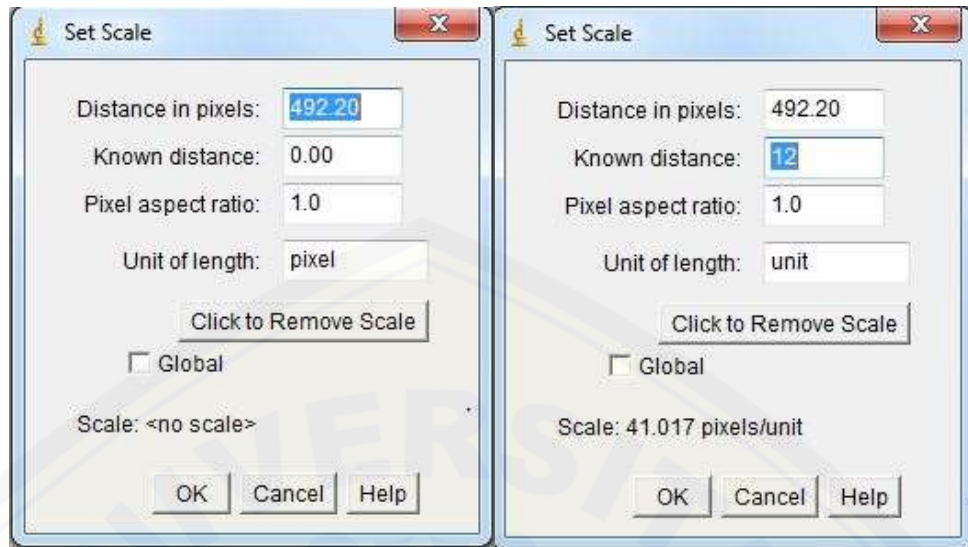 Set Scale
Distance in pixels: 492.20
Known distance: 0.00
Pixel aspect ratio: 1.0
Unit of length: pixel
Click to Remove Scale
Global
Scale: <no scale>
OK Cancel Help
Set Scale
Distance in pixels: 492.20
Known distance: 12
Pixel aspect ratio: 1.0
Unit of length: unit
Click to Remove Scale
Global
Scale: 41.017 pixels/unit
OK Cancel Help